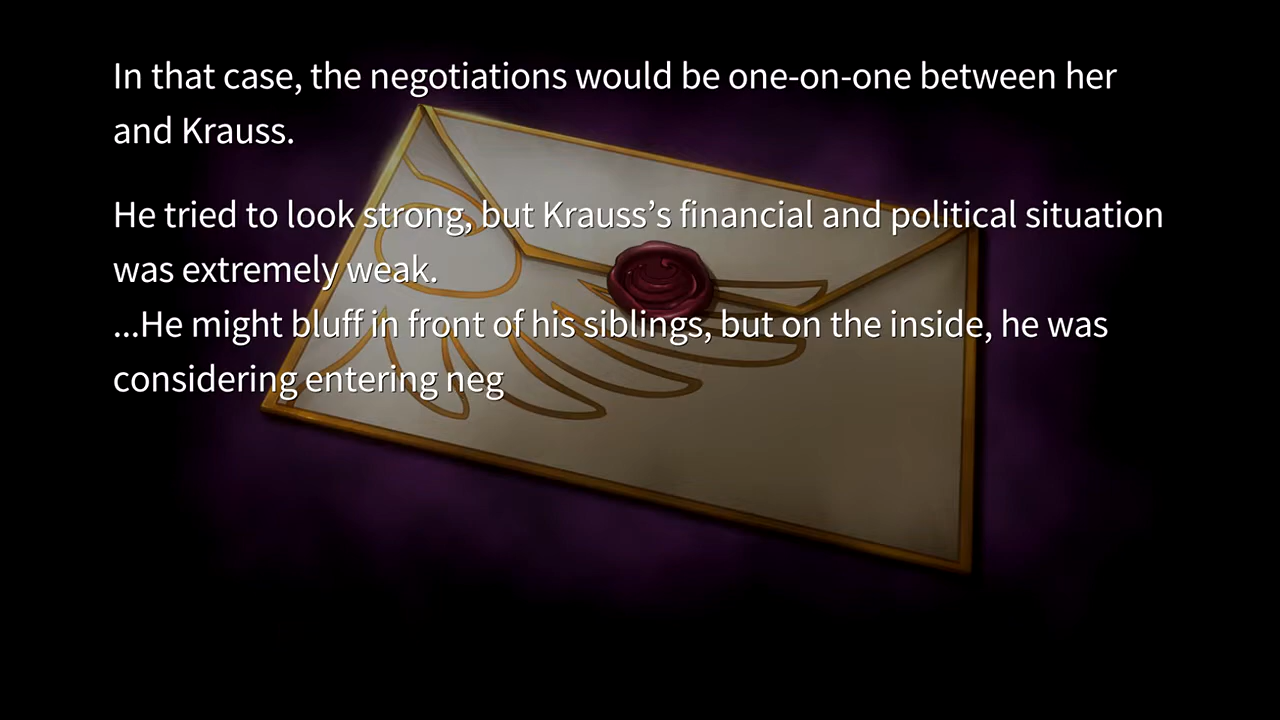 In that case, the negotiations would be one-on-one between her
and Krauss.
He tried to look strong, but Krauss’s financial and political situation
was extremely weak.
...He might bluff in front of his siblings, but on the inside, he was
considering entering neg